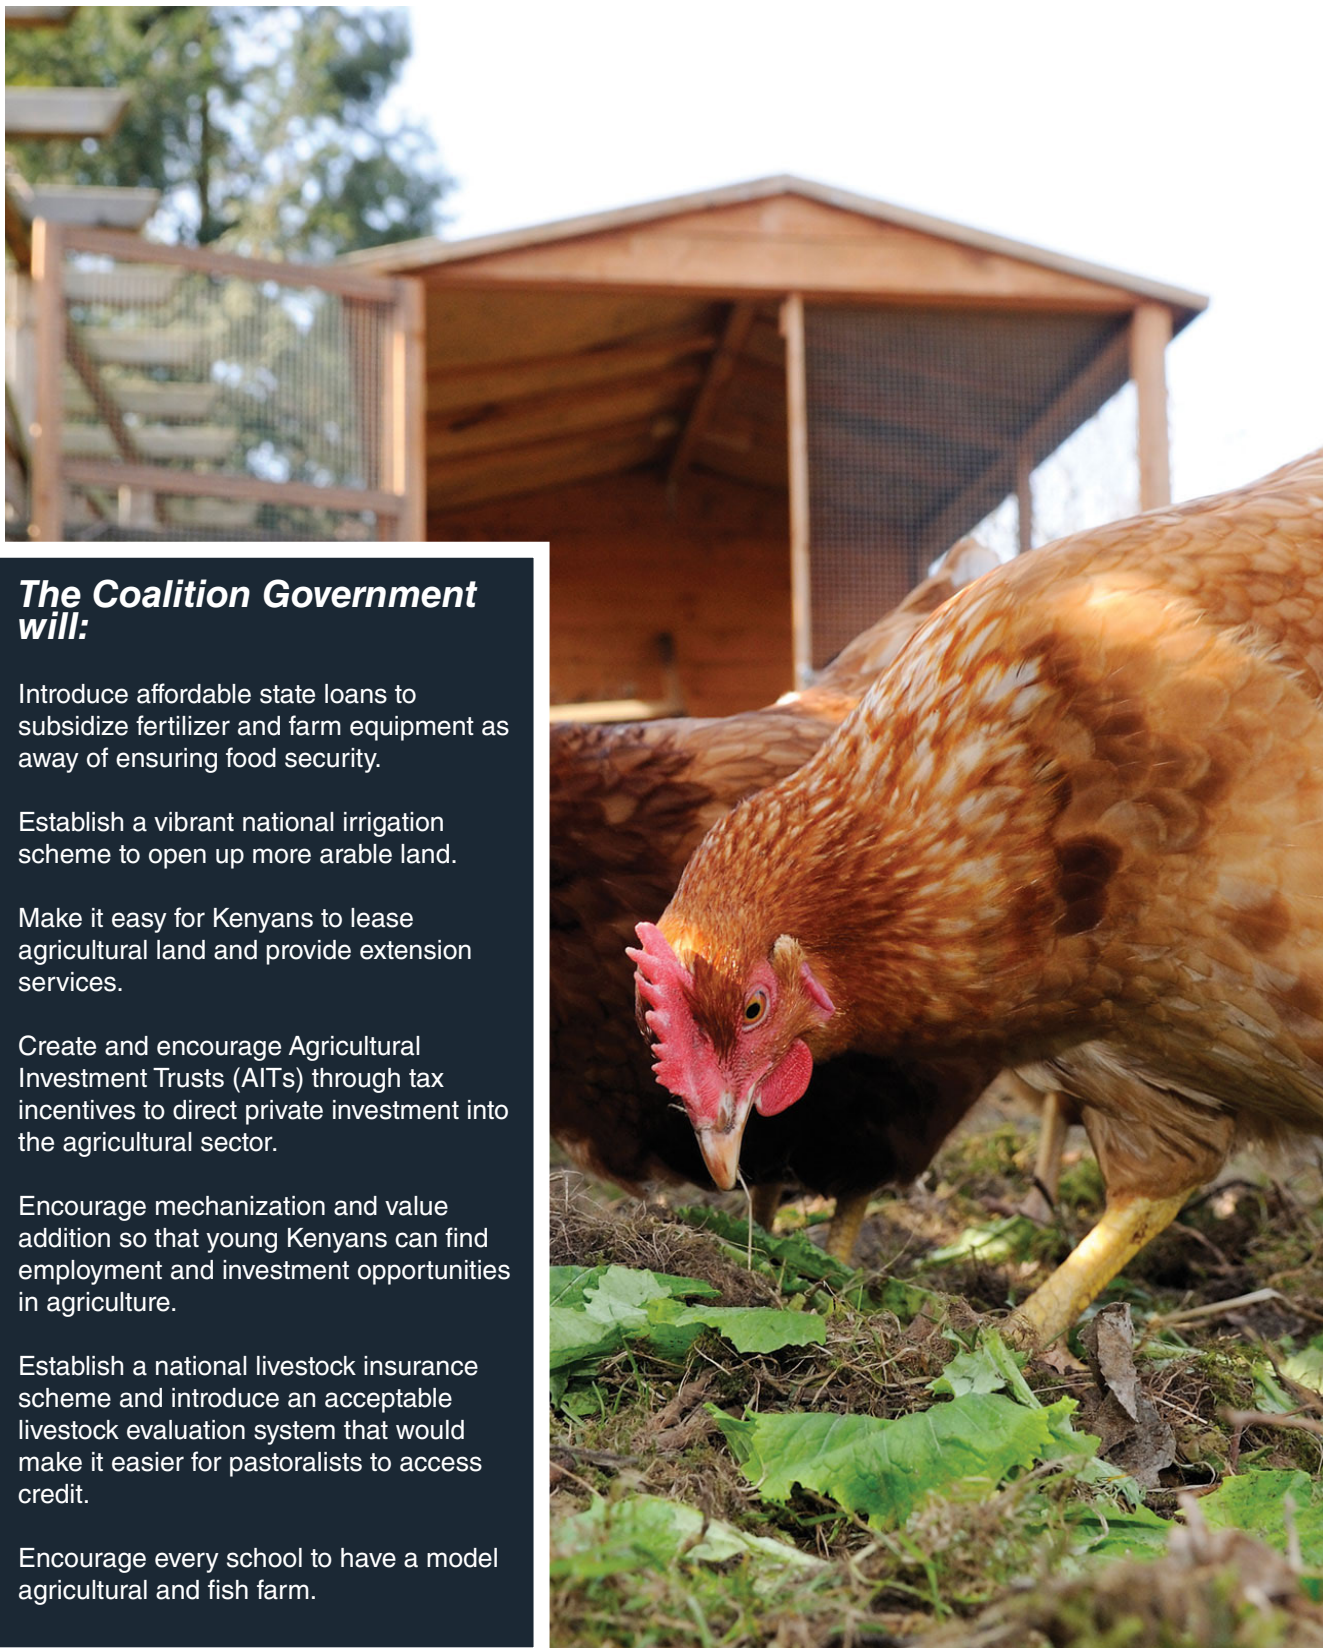 The Coalition Government
will:
Introduce affordable state loans to
subsidize fertilizer and farm equipment as
away of ensuring food security.
Establish a vibrant national irrigation
scheme to open up more arable land.
Make it easy for Kenyans to lease
agricultural land and provide extension
services.
Create and encourage Agricultural
Investment Trusts (AITs) through tax
incentives to direct private investment into
the agricultural sector.
Encourage mechanization and value
addition so that young Kenyans can find
employment and investment opportunities
in agriculture.
Establish a national livestock insurance
scheme and introduce an acceptable
livestock evaluation system that would
make it easier for pastoralists to access
credit.
Encourage every school to have a model
agricultural and fish farm.